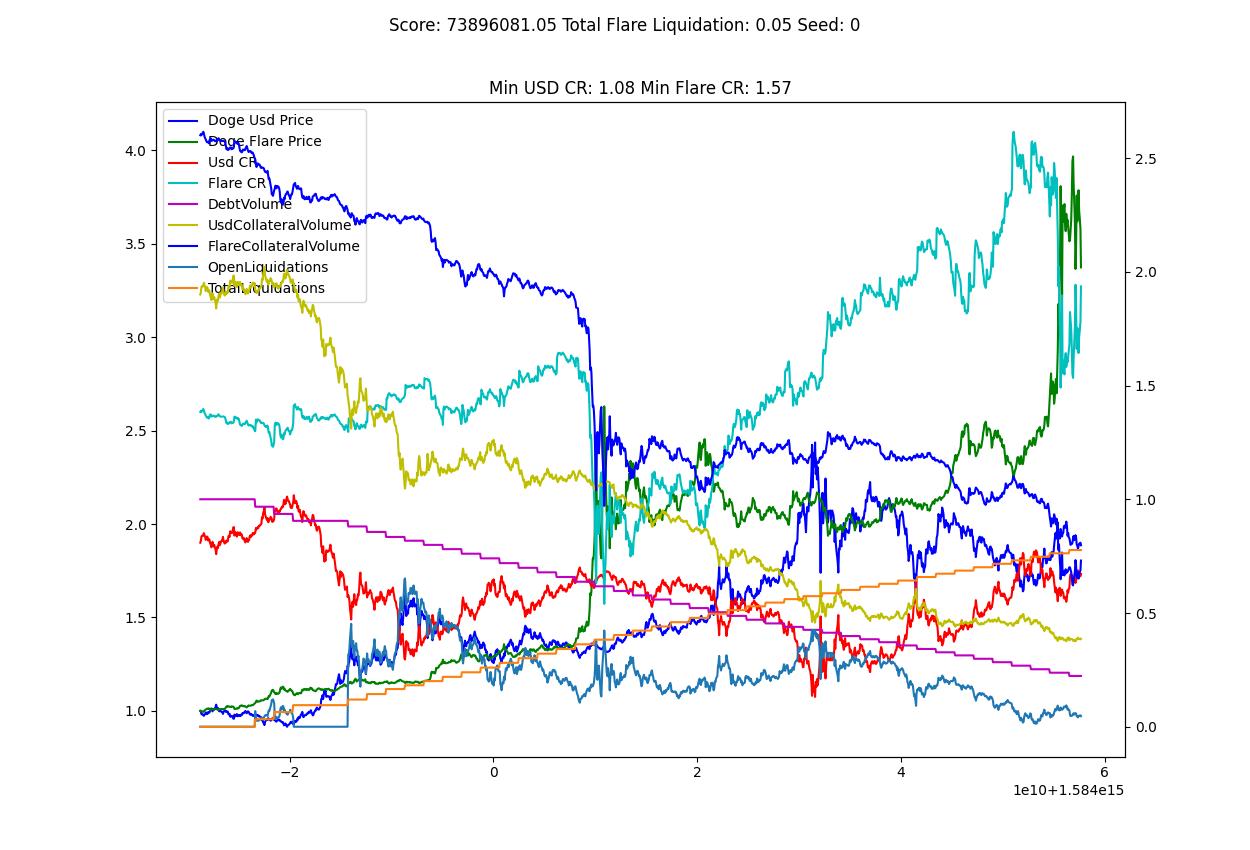 Score: 73896081.05 Total Flare Liquidation: 0.05 Seed: 0
Min USD CR: 1.08 Min Flare CR: 1.57
Doge Usd Price
Doge Flare Price
Usd CR
Flare CR
DebtVolume
UsdCollateralVolume
FlareCollateralVolume
OpenLiquidations
TotalLiquidations
4.0
3.5
3.0
2.5
2.0
1.5
1.0
2.5
2.0
1.5
1.0
0.5
0.0
−2
0
2
4
6
1e10+1.584e15